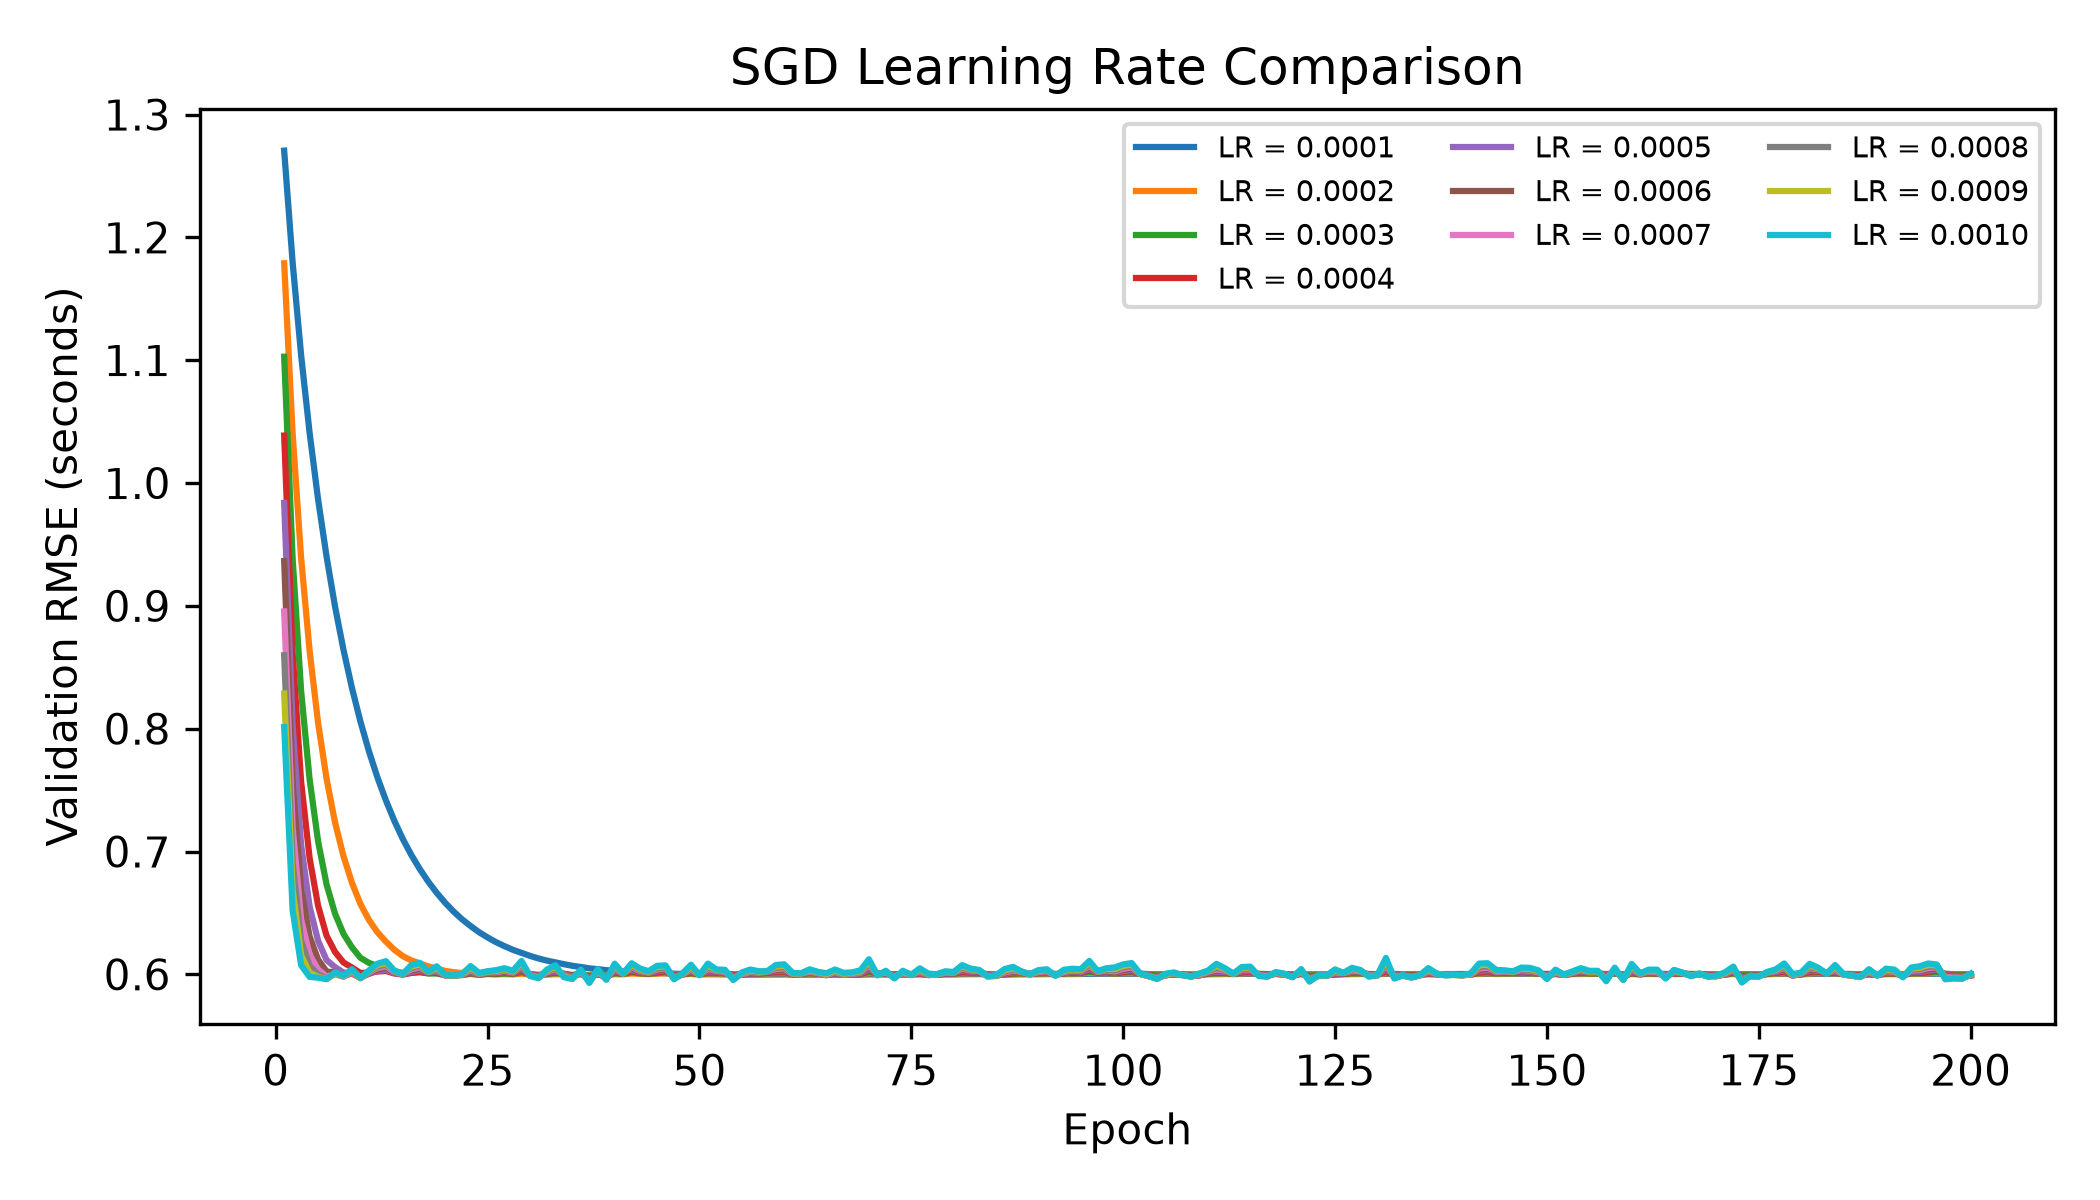 SGD Learning Rate Comparison
1.3
1.2
1.1
1.0
0.9
0.8
0.7
0.6
Validation RMSE (seconds)
LR = 0.0001
LR = 0.0002
LR = 0.0003
LR = 0.0004
LR = 0.0005
LR = 0.0006
LR = 0.0007
LR = 0.0008
LR = 0.0009
LR = 0.0010
0 25 50 75 100 125 150 175 200
Epoch